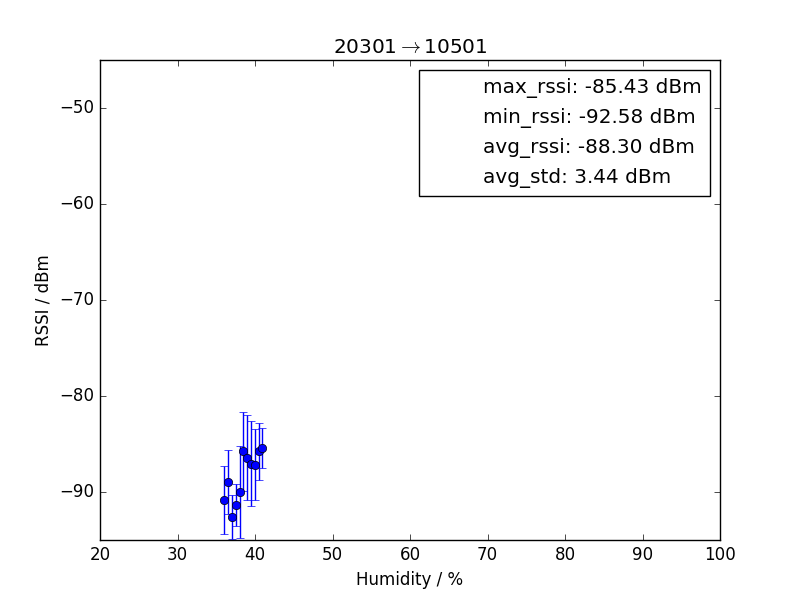 20301→10501
max_rssi: -85.43 dBm
min_rssi: -92.58 dBm
avg_rssi: -88.30 dBm
avg_std: 3.44 dBm
RSSI / dBm
−50
−60
−70
−80
−90
20 30 40 50 60 70 80 90 100
Humidity / %